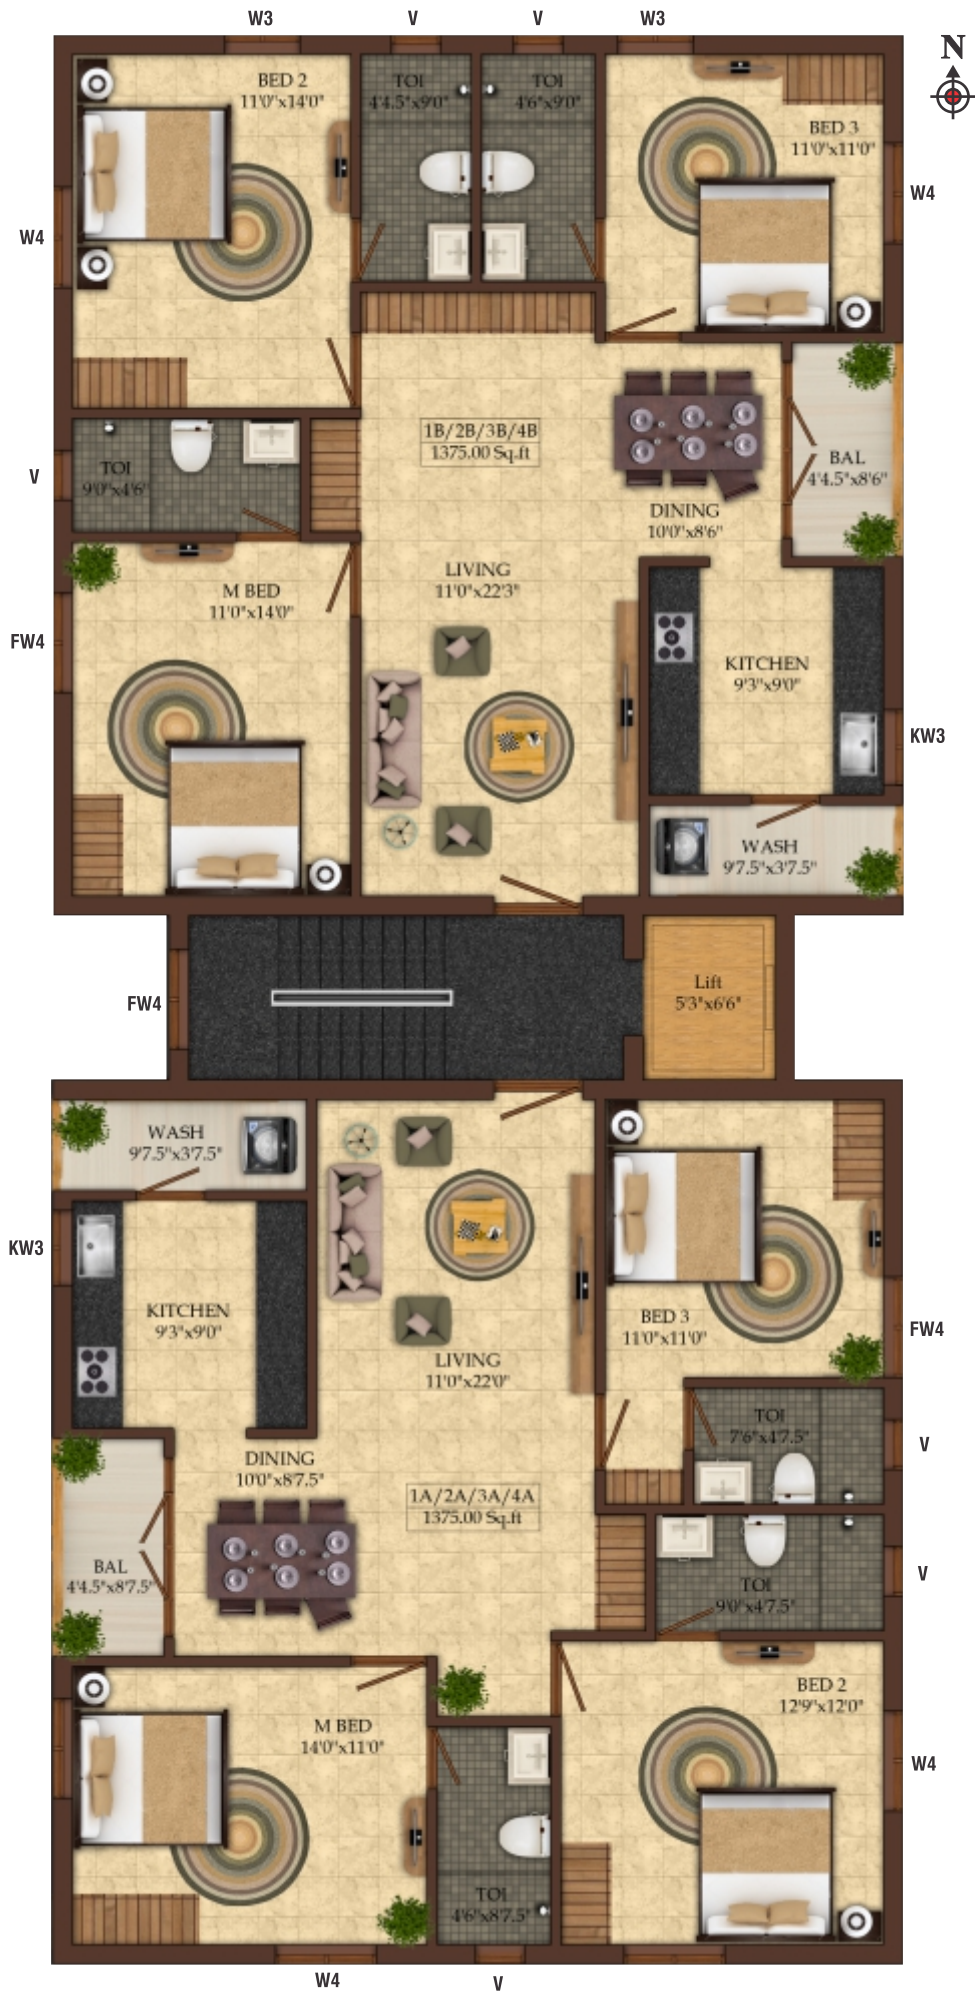 W3
V
V
W3
N
BED 2
11'0"x14'0"
TOI
4'4.5"x9'0"
TOI
4'6"x9'0"
BED 3
11'0"x11'0"
W4
W4
1B/2B/3B/4B
1375.00 Sq.ft
BAL
4'4.5"x8'6"
TOI
9'0"x4'6"
V
DINING
10'0"x8'6"
LIVING
11'0"x22'3"
M BED
11'0"x14'0"
FW4
KITCHEN
9'3"x9'0"
KW3
WASH
9'7.5"x3'7.5"
Lift
5'3"x6'6"
FW4
WASH
9'7.5"x3'7.5"
KW3
KITCHEN
9'3"x9'0"
BED 3
11'0"x11'0"
FW4
LIVING
11'0"x22'0"
TOI
7'6"x4'7.5"
V
DINING
10'0"x8'7.5"
1A/2A/3A/4A
1375.00 Sq.ft
BAL
4'4.5"x8'7.5"
TOI
9'0"x4'7.5"
V
BED 2
12'9"x12'0"
M BED
14'0"x11'0"
W4
TOI
4'6"x8'7.5"
W4
V